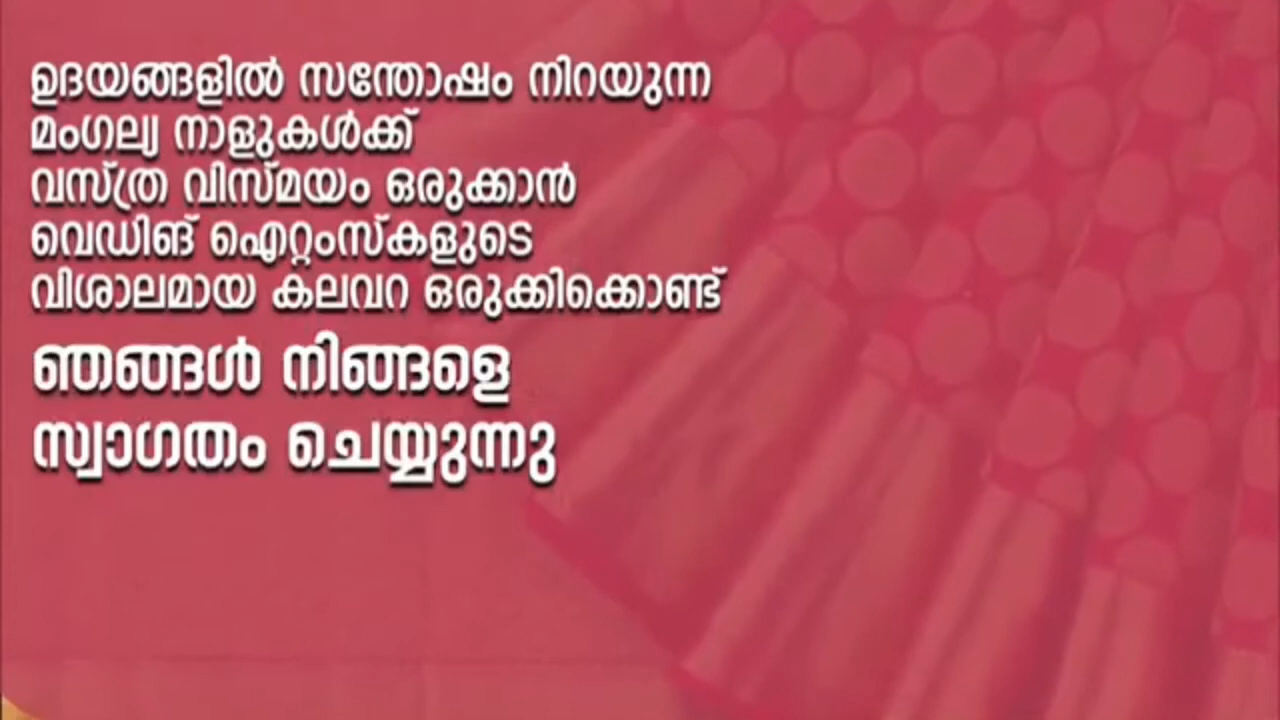 ഉദയങ്ങളിൽ സന്തോഷം നിറയുന്ന
മംഗല്യ നാളുകൾക്ക്
വസ്ത്ര വിസ്മയം ഒരുക്കാൻ
വെഡിങ് ഐറ്റംസ്കളുടെ
വിശാലമായ കലവറ ഒരുക്കിക്കൊണ്ട്
ഞങ്ങൾ നിങ്ങളെ
സ്വാഗതം ചെയ്യുന്നു